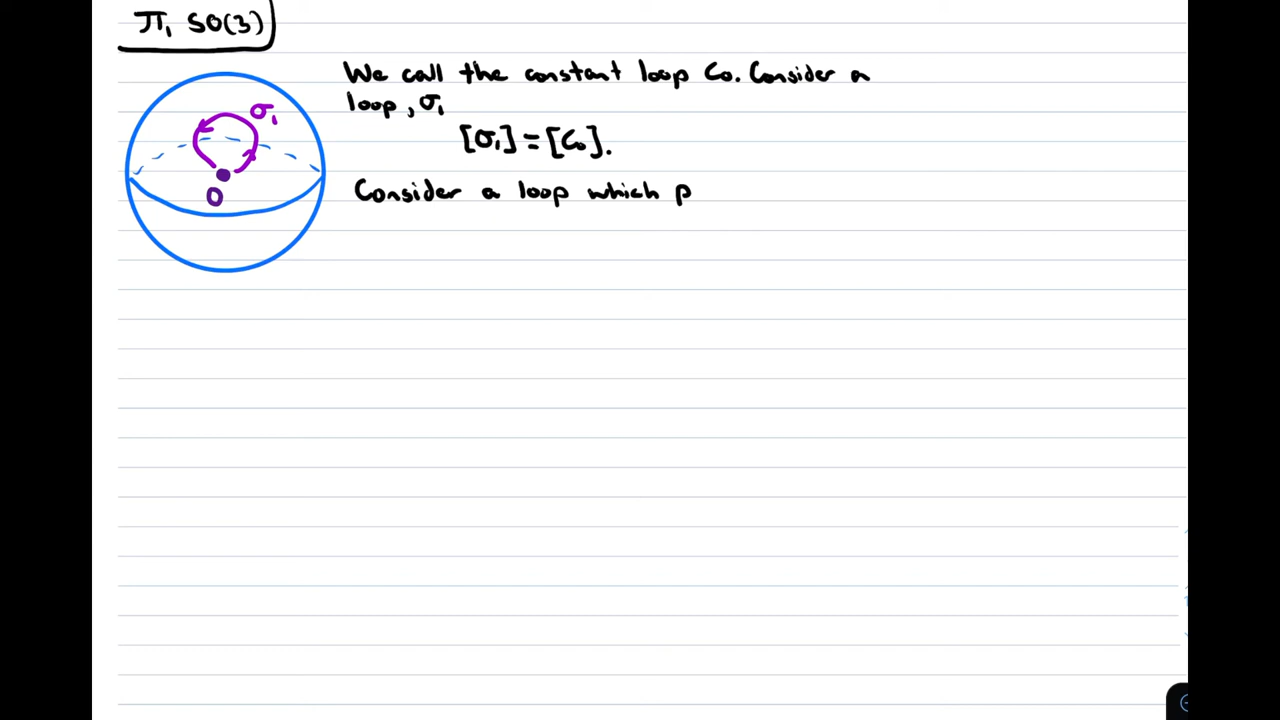 π₁ SO(3)
We call the constant loop C₀. Consider a
loop, σ₁
[σ₁] = [C₀].
Consider a loop which p
σ₁
0